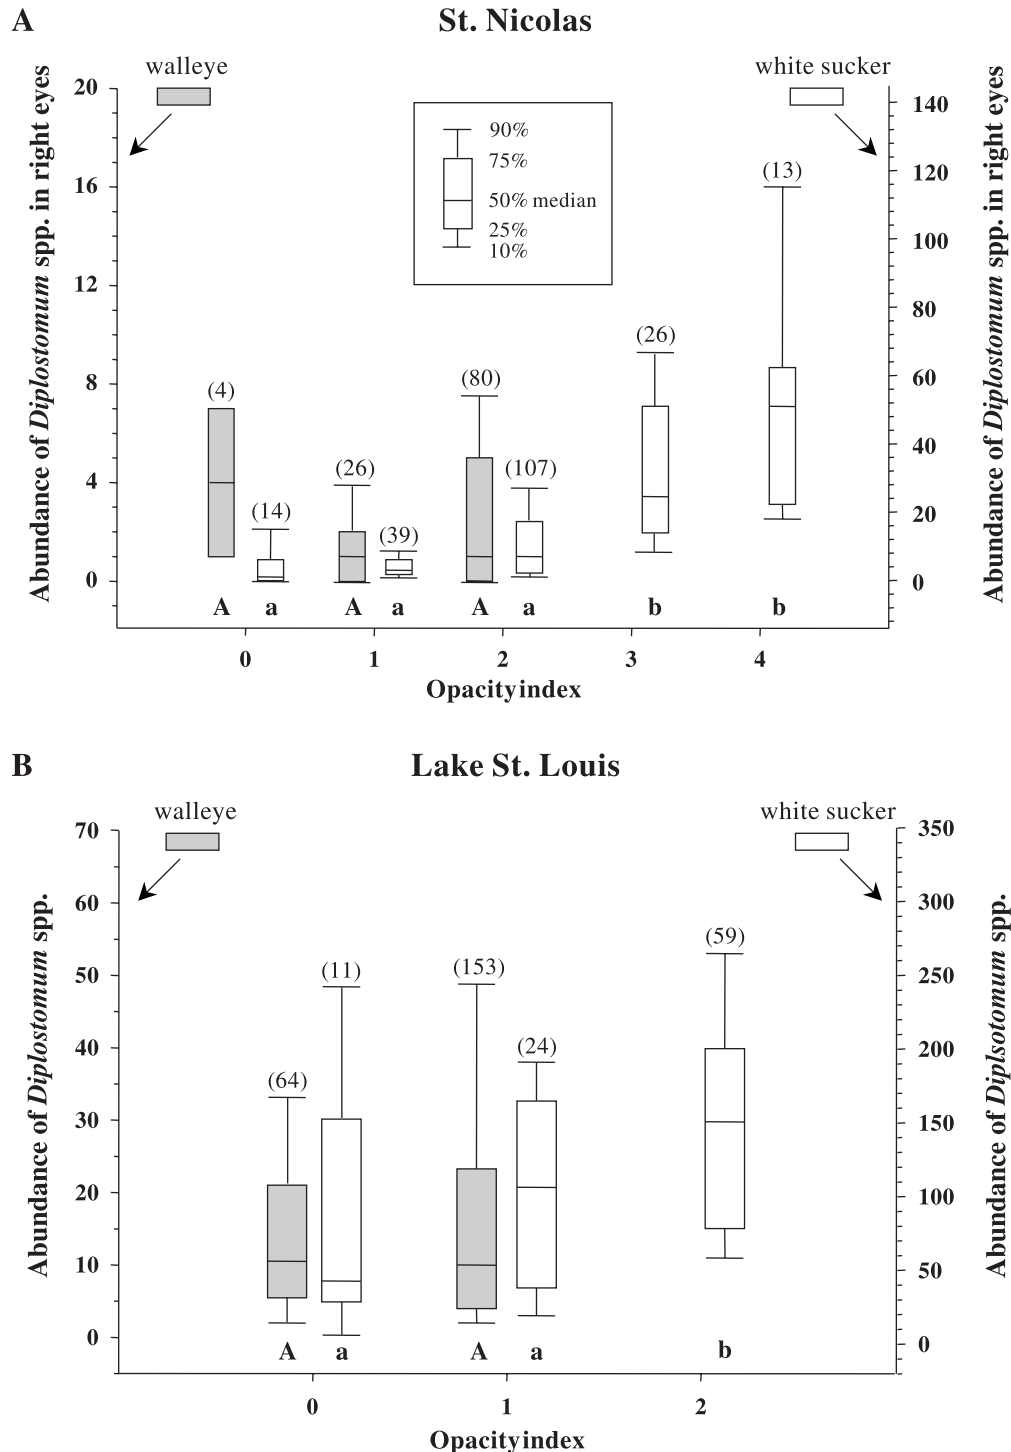 A
St. Nicolas
walleye
white sucker
Abundance of Diplostomum spp. in right eyes
20
16
12
8
4
0
90%
75%
50% median
25%
10%
140
120
100
80
60
40
20
0
Abundance of Diplostomum spp. in right eyes
(4)
(14)
(26)
(39)
(80)
(107)
(26)
(13)
A a A a A a b b
0 1 2 3 4
Opacityindex
B
Lake St. Louis
walleye
white sucker
Abundance of Diplostomum spp.
70
60
50
40
30
20
10
0
350
300
250
200
150
100
50
0
Abundance of Diplsotomum spp.
(64)
(11)
(153)
(24)
(59)
A a A a b
0 1 2
Opacityindex